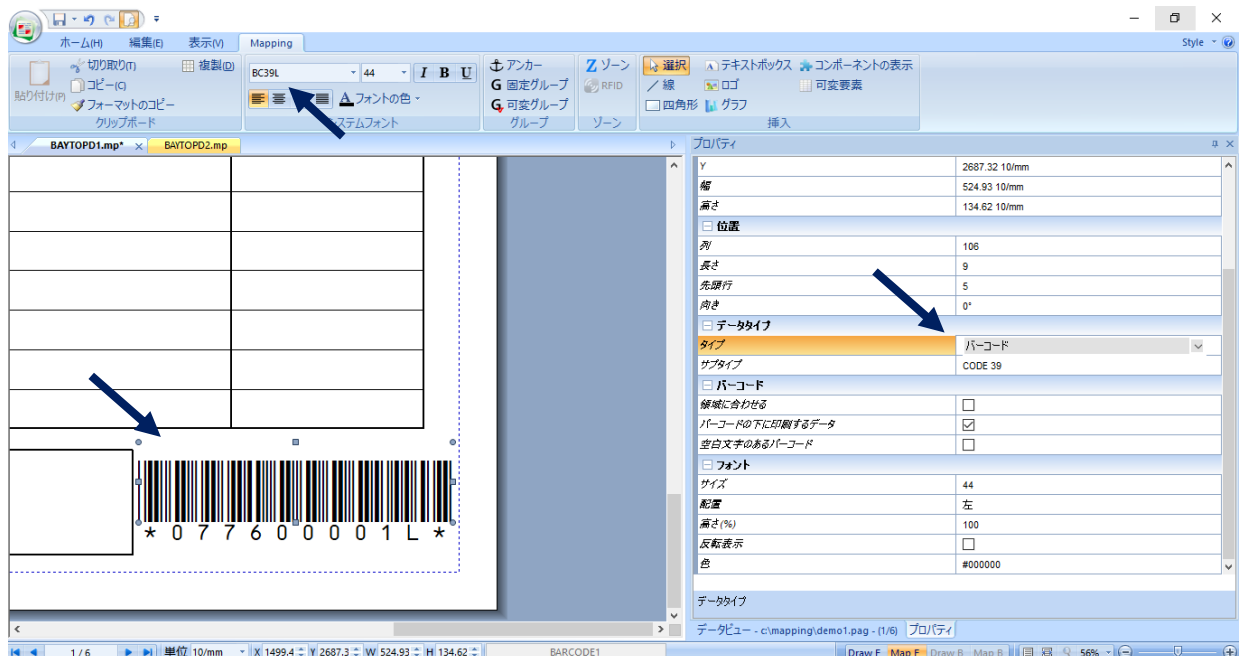 ホーム(H) 編集(E) 表示(V) Mapping Style
切り取り(T) 複製(D)
コピー(C)
貼り付け(P)
フォーマットのコピー
クリップボード
BC39L 44 I B U
A フォントの色
システムフォント
アンカー
G 固定グループ
G 可変グループ
グループ
Z ゾーン
RFID
ゾーン
選択 テキストボックス コンポーネントの表示
線 ロゴ 可変要素
四角形 グラフ
挿入
BAYTOPD1.mp* BAYTOPD2.mp
*07760001L*
プロパティ
Y 2687.32 10/mm
幅 524.93 10/mm
高さ 134.62 10/mm
位置
列 106
長さ 9
先頭行 5
向き 0°
データタイプ
タイプ バーコード
サブタイプ CODE 39
バーコード
領域に合わせる
バーコードの下に印刷するデータ
空白文字のあるバーコード
フォント
サイズ 44
配置 左
高さ(%) 100
反転表示
色 #000000
データタイプ
データビュー - c:\mapping\demo1.pag - (1/6) プロパティ
1/6 単位 10/mm X 1499.4 Y 2687.3 W 524.93 H 134.62 BARCODE1 Draw F Map F Draw B Map B 56%